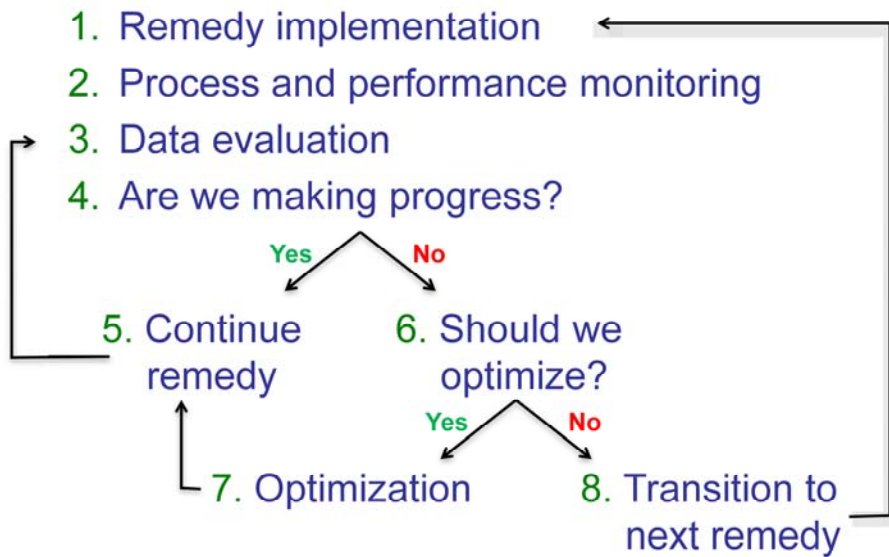 1. Remedy implementation
2. Process and performance monitoring
3. Data evaluation
4. Are we making progress?
Yes No
5. Continue
remedy
6. Should we
optimize?
Yes No
7. Optimization
8. Transition to
next remedy